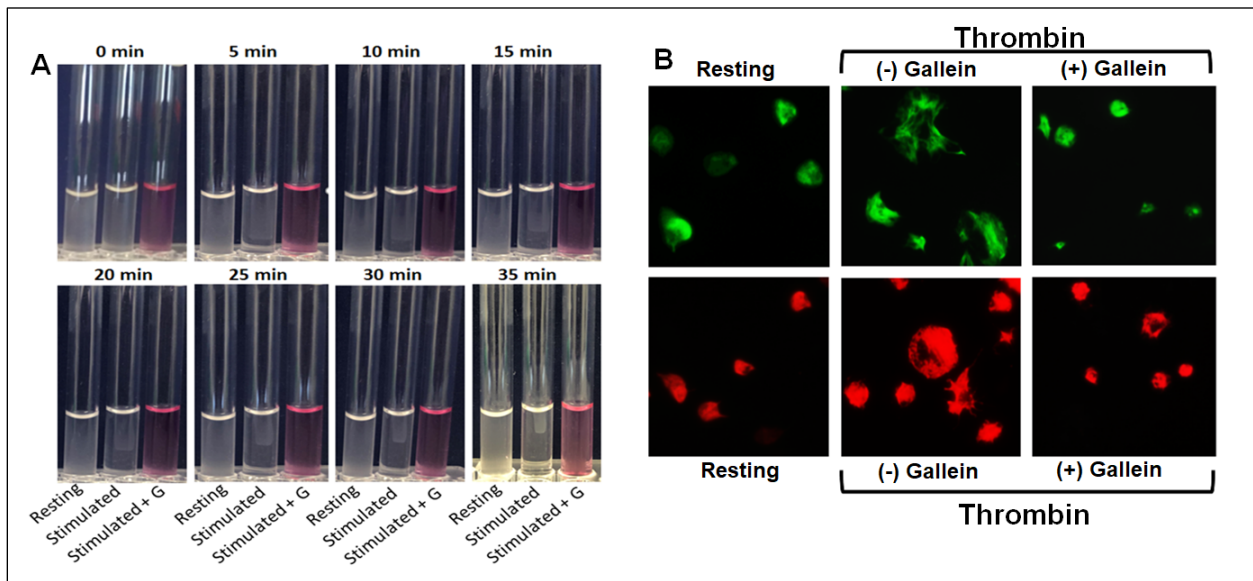 A
0 min 5 min 10 min 15 min
20 min 25 min 30 min 35 min
Resting Stimulated Stimulated + G Resting Stimulated Stimulated + G Resting Stimulated Stimulated + G Resting Stimulated Stimulated + G
B
Thrombin
Resting (-) Gallein (+) Gallein
Resting (-) Gallein (+) Gallein
Thrombin